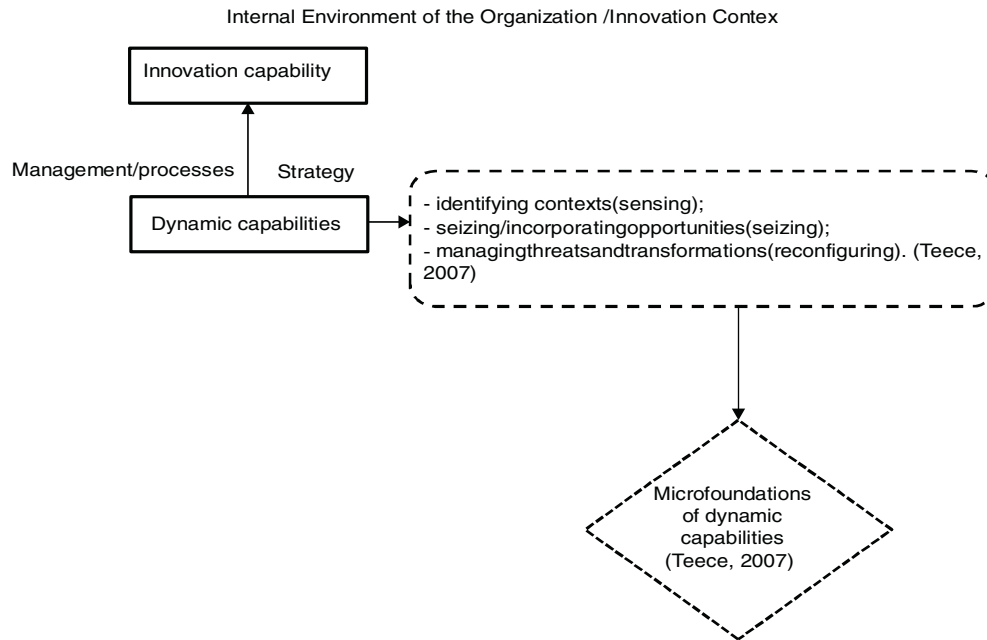 Internal Environment of the Organization /Innovation Contex
Innovation capability
Management/processes
Strategy
Dynamic capabilities
- identifying contexts(sensing);
- seizing/incorporatingopportunities(seizing);
- managingthreatsandtransformations(reconfiguring). (Teece,
2007)
Microfoundations
of dynamic
capabilities
(Teece, 2007)